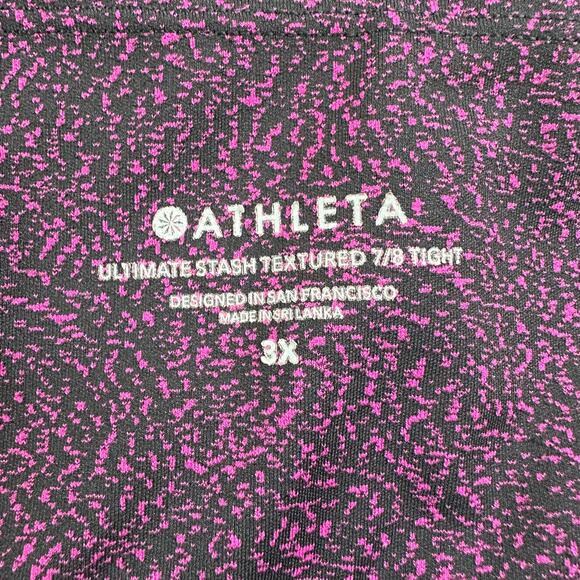 ATHLETA
ULTIMATE STASH TEXTURED 7/8 TIGHT
DESIGNED IN SAN FRANCISCO
MADE IN SRI LANKA
3X